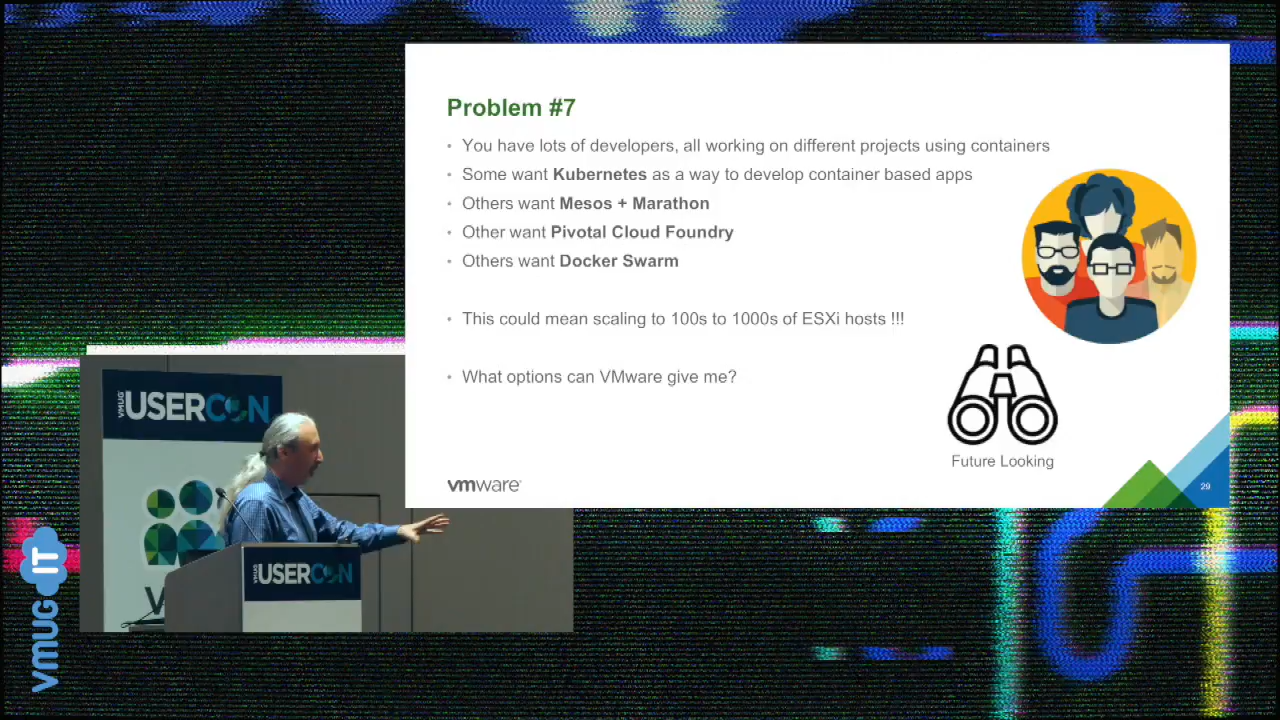 Problem #7
• You have lots of developers, all working on different projects using containers
• Some want Kubernetes as a way to develop container based apps
• Others want Mesos + Marathon
• Other want Pivotal Cloud Foundry
• Others want Docker Swarm
• This could mean scaling to 100s to 1000s of ESXi hosts !!!
• What options can VMware give me?
Future Looking
vmware
29
VMUG USERCON
V
VMUG USERCON
VMUG IT